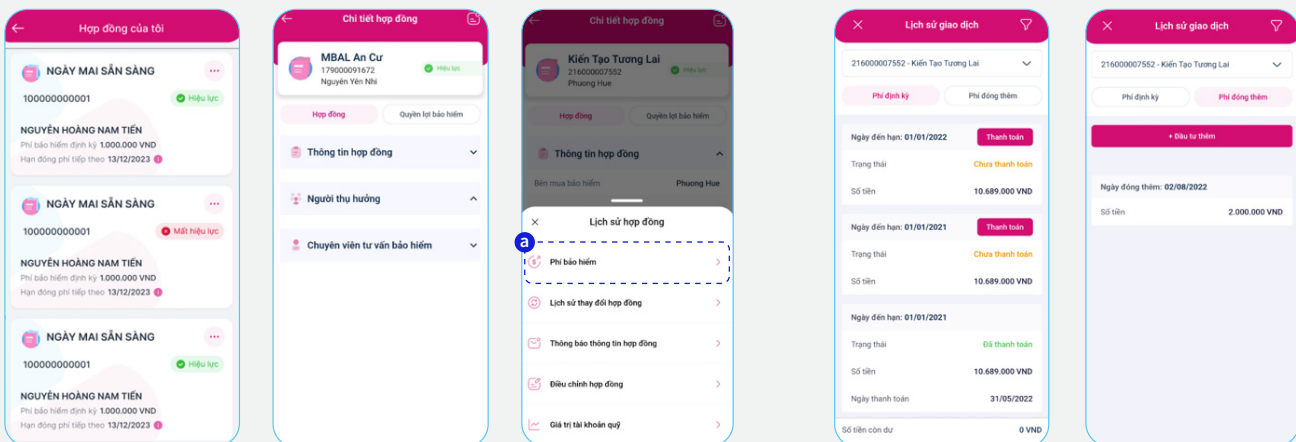 Hợp đồng của tôi
NGÀY MAI SẴN SÀNG
100000000001
Hiệu lực
NGUYỄN HOÀNG NAM TIẾN
Phí bảo hiểm định kỳ 1.000.000 VND
Hạn đóng phí tiếp theo 13/12/2023
NGÀY MAI SẴN SÀNG
100000000001
Mất hiệu lực
NGUYỄN HOÀNG NAM TIẾN
Phí bảo hiểm định kỳ 1.000.000 VND
Hạn đóng phí tiếp theo 13/12/2023
NGÀY MAI SẴN SÀNG
100000000001
Hiệu lực
NGUYỄN HOÀNG NAM TIẾN
Phí bảo hiểm định kỳ 1.000.000 VND
Hạn đóng phí tiếp theo 13/12/2023
Chi tiết hợp đồng
MBAL An Cư
179000091672
Hiệu lực
Nguyễn Yên Nhi
Hợp đồng
Quyền lợi bảo hiểm
Thông tin hợp đồng
Người thụ hưởng
Chuyên viên tư vấn bảo hiểm
Chi tiết hợp đồng
Kiến Tạo Tương Lai
216000007552
Hiệu lực
Phuong Hue
Hợp đồng
Quyền lợi bảo hiểm
Thông tin hợp đồng
Bên mua bảo hiểm Phuong Hue
Lịch sử hợp đồng
a
Phí bảo hiểm
Lịch sử thay đổi hợp đồng
Thông báo thông tin hợp đồng
Điều chỉnh hợp đồng
Giá trị tài khoản quỹ
Lịch sử giao dịch
216000007552 - Kiến Tạo Tương Lai
Phí định kỳ
Phí đóng thêm
Ngày đến hạn: 01/01/2022 Thanh toán
Trạng thái Chưa thanh toán
Số tiền 10.689.000 VND
Ngày đến hạn: 01/01/2021 Thanh toán
Trạng thái Chưa thanh toán
Số tiền 10.689.000 VND
Ngày đến hạn: 01/01/2021
Trạng thái Đã thanh toán
Số tiền 10.689.000 VND
Ngày thanh toán 31/05/2022
Số tiền còn dư 0 VND
Lịch sử giao dịch
216000007552 - Kiến Tạo Tương Lai
Phí định kỳ
Phí đóng thêm
+ Đầu tư thêm
Ngày đóng thêm: 02/08/2022
Số tiền 2.000.000 VND